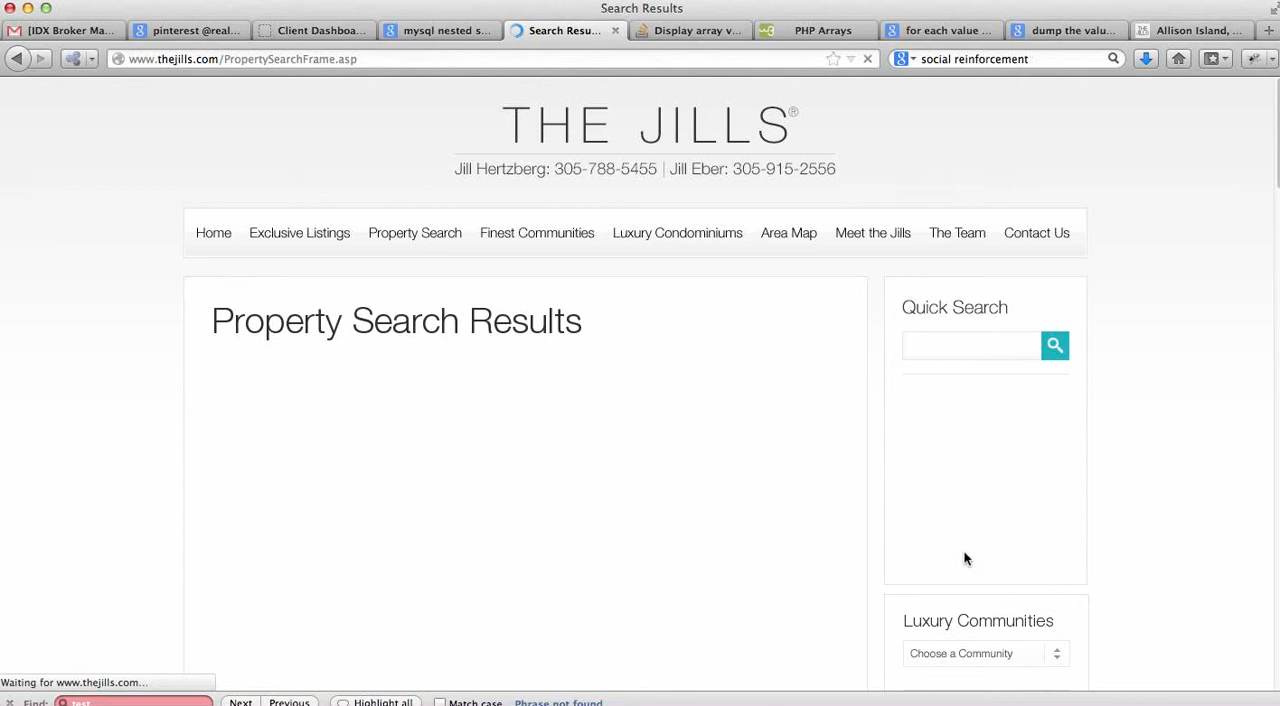 Search Results
[IDX Broker Ma...
pinterest @real...
Client Dashboa...
mysql nested s...
Search Resu...
Display array v...
PHP Arrays
for each value ...
dump the valu...
Allison Island, ...
www.thejills.com/PropertySearchFrame.asp
social reinforcement
THE JILLS®
Jill Hertzberg: 305-788-5455 | Jill Eber: 305-915-2556
Home Exclusive Listings Property Search Finest Communities Luxury Condominiums Area Map Meet the Jills The Team Contact Us
Property Search Results
Quick Search
Luxury Communities
Choose a Community
Waiting for www.thejills.com...
Find: test Next Previous Highlight all Match case Phrase not found